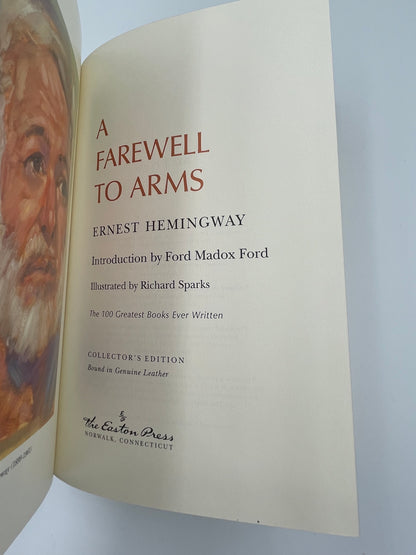 A
FAREWELL
TO ARMS
ERNEST HEMINGWAY
Introduction by Ford Madox Ford
Illustrated by Richard Sparks
The 100 Greatest Books Ever Written
COLLECTOR'S EDITION
Bound in Genuine Leather
The Easton Press
NORWALK, CONNECTICUT